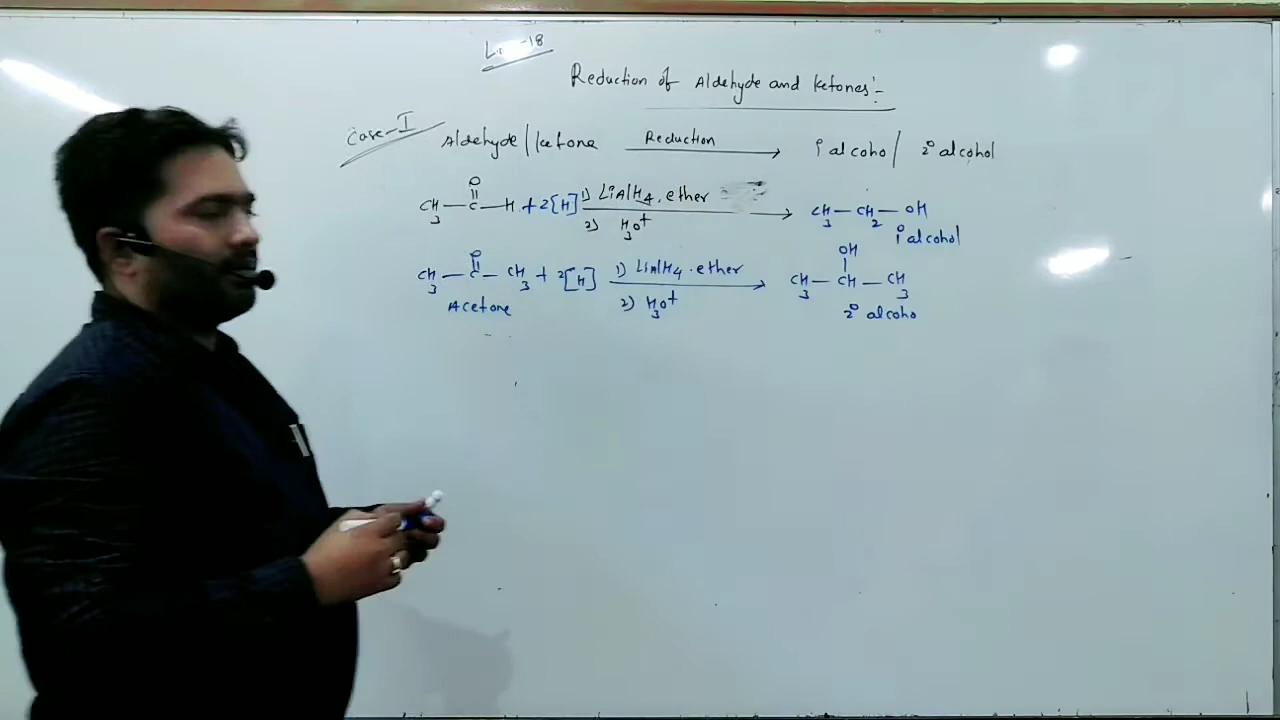 -18
Reduction of Aldehyde and Ketones:-
Case-I
Aldehyde/Ketone Reduction 1° alcoho/ 2° alcohol
O
CH3—C—H + 2[H] 1) LiAlH4, ether CH3—CH2—OH
2) H3O+
1° alcohol
O OH
CH3—C—CH3 + 2[H] 1) LiAlH4. ether CH3—CH—CH3
2) H3O+
Acetone 2° alcoho